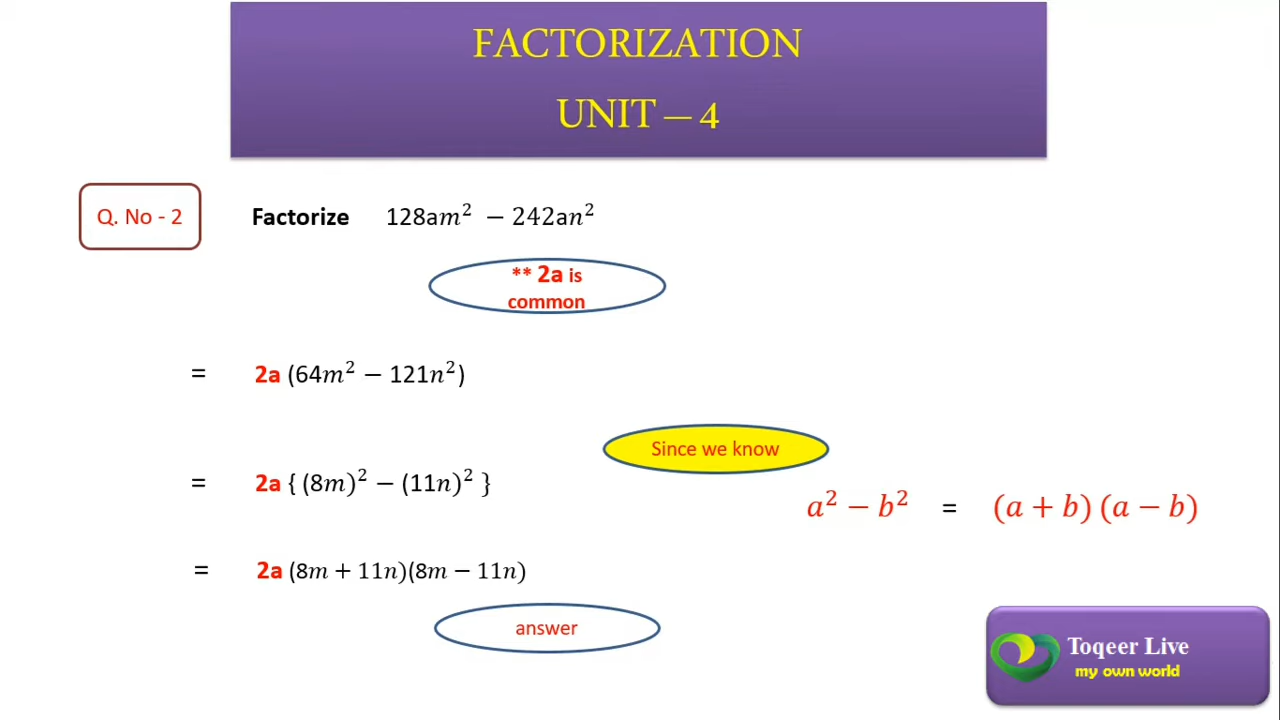 FACTORIZATION
UNIT – 4
Q. No - 2
Factorize 128a𝑚² − 242a𝑛²
** 2a is
common
= 2a (64𝑚² − 121𝑛²)
Since we know
= 2a { (8𝑚)² − (11𝑛)² }
𝑎² − 𝑏² = (𝑎 + 𝑏) (𝑎 − 𝑏)
= 2a (8𝑚 + 11𝑛)(8𝑚 − 11𝑛)
answer
Toqeer Live
my own world